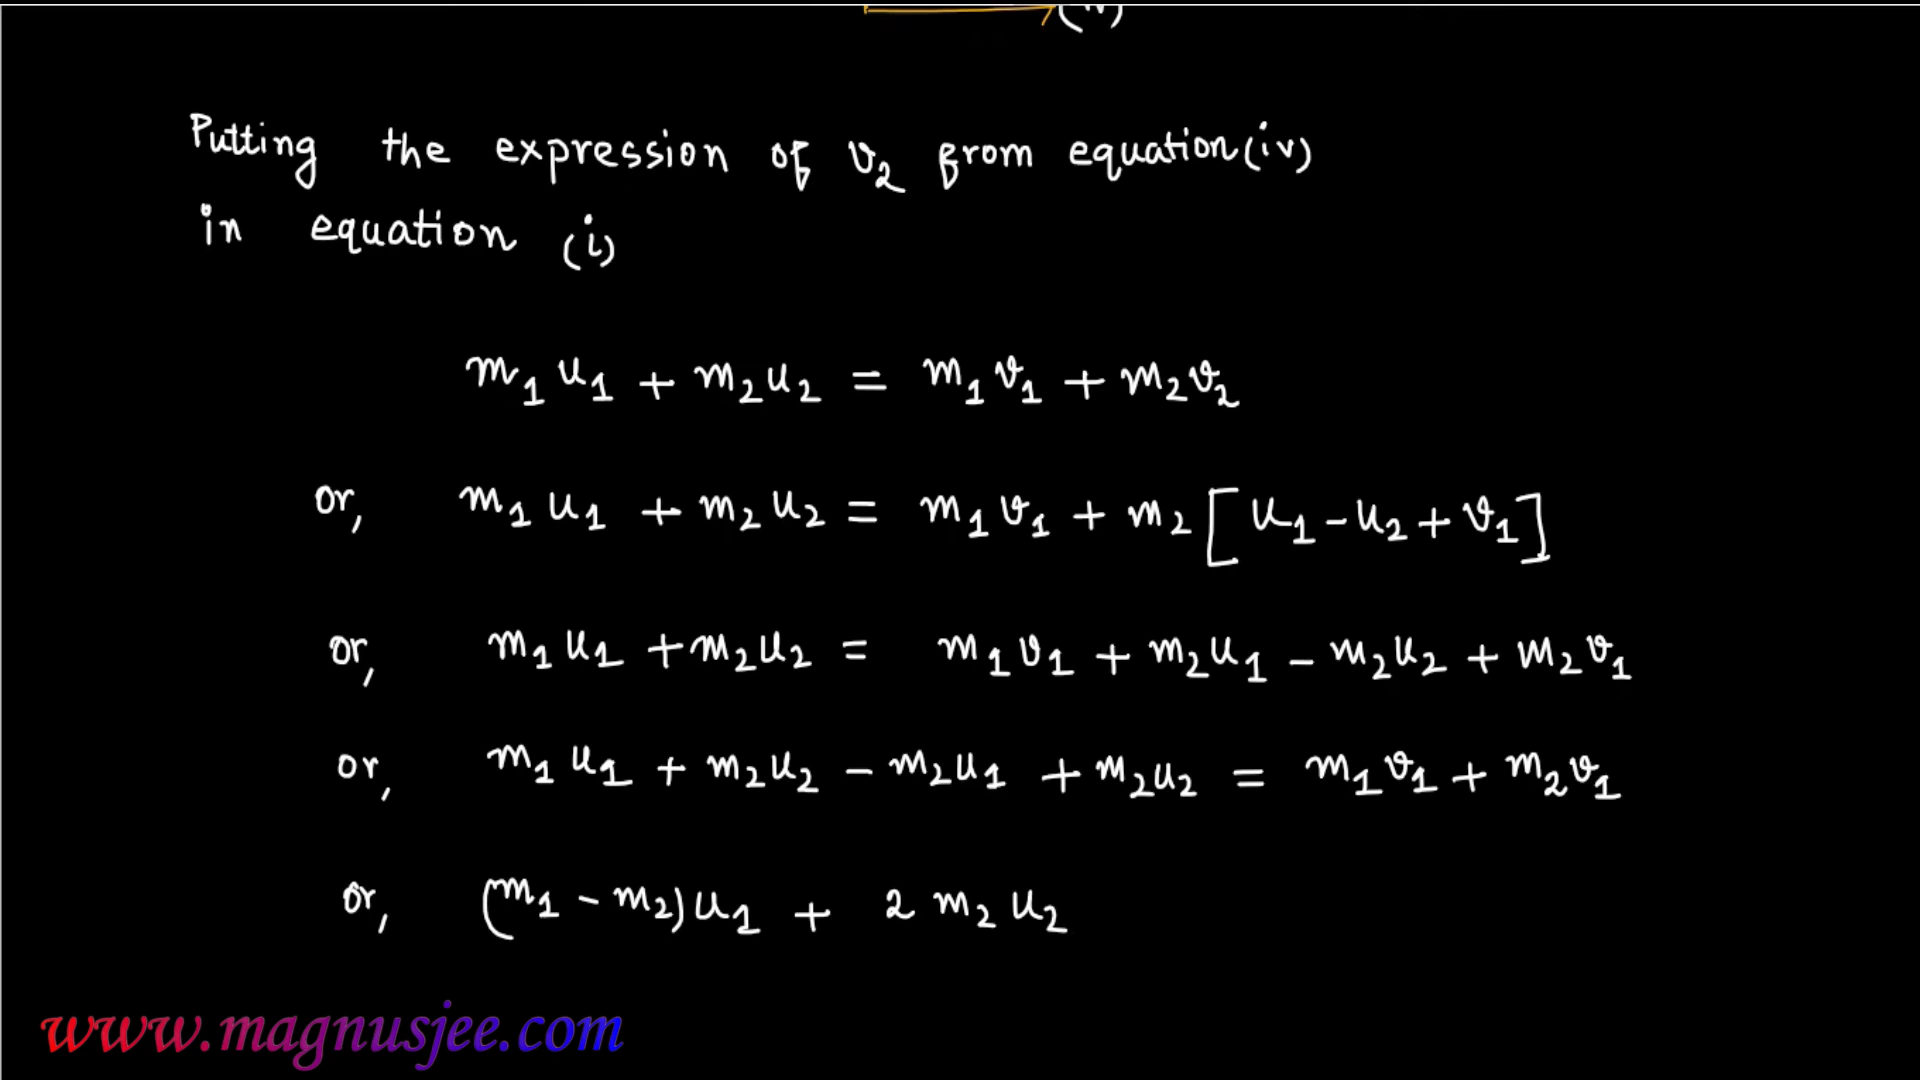 Putting the expression of v₂ from equation(iv)
in equation (i)
m₁u₁ + m₂u₂ = m₁v₁ + m₂v₂
or, m₁u₁ + m₂u₂ = m₁v₁ + m₂[u₁-u₂+v₁]
or, m₁u₁ + m₂u₂ = m₁v₁ + m₂u₁ - m₂u₂ + m₂v₁
or, m₁u₁ + m₂u₂ - m₂u₁ + m₂u₂ = m₁v₁ + m₂v₁
or, (m₁ - m₂)u₁ + 2 m₂u₂
www.magnusjee.com